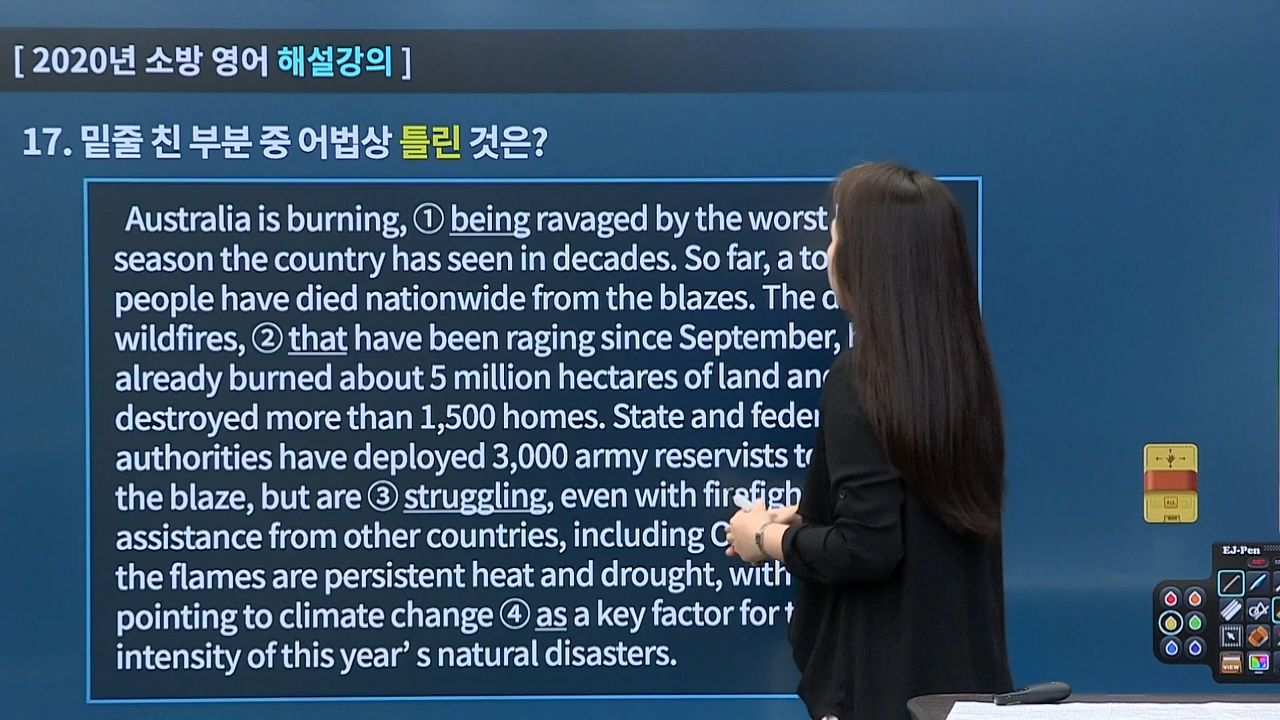 [ 2020년 소방 영어 해설강의 ]
17. 밑줄 친 부분 중 어법상 틀린 것은?
Australia is burning, ① being ravaged by the worst
season the country has seen in decades. So far, a
people have died nationwide from the blazes. The
wildfires, ② that have been raging since September,
already burned about 5 million hectares of land
destroyed more than 1,500 homes. State and
authorities have deployed 3,000 army reservists
the blaze, but are ③ struggling, even with
assistance from other countries, including
the flames are persistent heat and drought, with
pointing to climate change ④ as a key factor for
intensity of this year’ s natural disasters.
EJ-Pen
ALL
VIEW